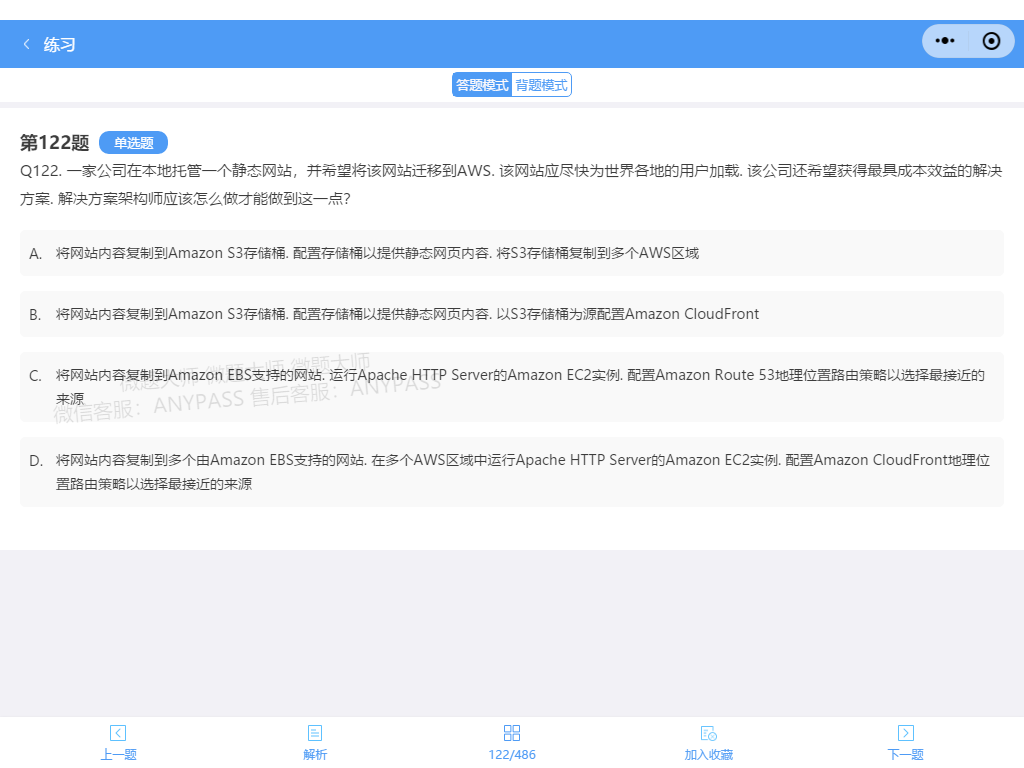 练习
答题模式 背题模式
第122题 单选题
Q122. 一家公司在本地托管一个静态网站，并希望将该网站迁移到AWS. 该网站应尽快为世界各地的用户加载. 该公司还希望获得最具成本效益的解决
方案. 解决方案架构师应该怎么做才能做到这一点?
A. 将网站内容复制到Amazon S3存储桶. 配置存储桶以提供静态网页内容. 将S3存储桶复制到多个AWS区域
B. 将网站内容复制到Amazon S3存储桶. 配置存储桶以提供静态网页内容. 以S3存储桶为源配置Amazon CloudFront
微题大师 微题大师 微题大师
C. 将网站内容复制到Amazon EBS支持的网站. 运行Apache HTTP Server的Amazon EC2实例. 配置Amazon Route 53地理位置路由策略以选择最接近的
来源
微信客服：ANYPASS 售后客服：ANYPASS
D. 将网站内容复制到多个由Amazon EBS支持的网站. 在多个AWS区域中运行Apache HTTP Server的Amazon EC2实例. 配置Amazon CloudFront地理位
置路由策略以选择最接近的来源
上一题 解析 122/486 加入收藏 下一题